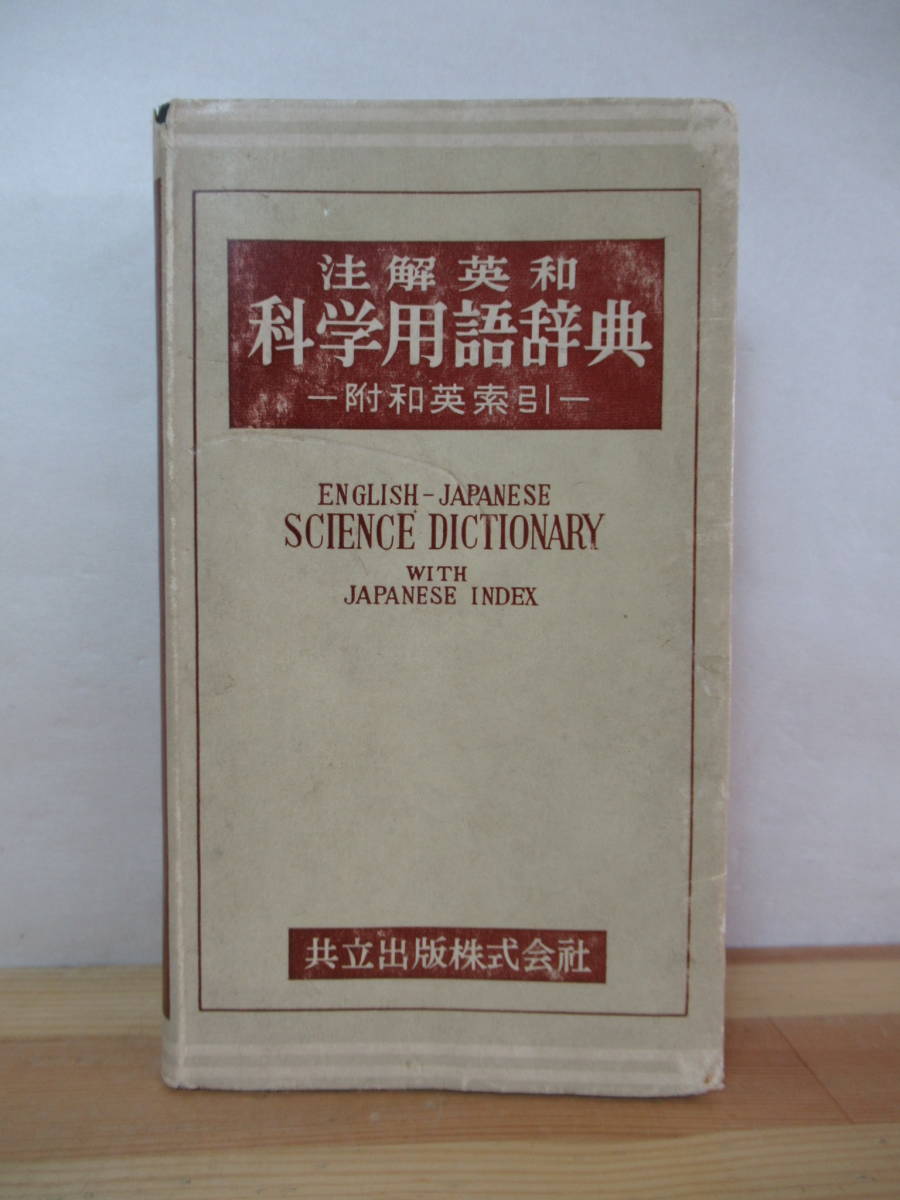 注解英和
科学用語辞典
―附和英索引―
ENGLISH-JAPANESE
SCIENCE DICTIONARY
WITH
JAPANESE INDEX
共立出版株式会社